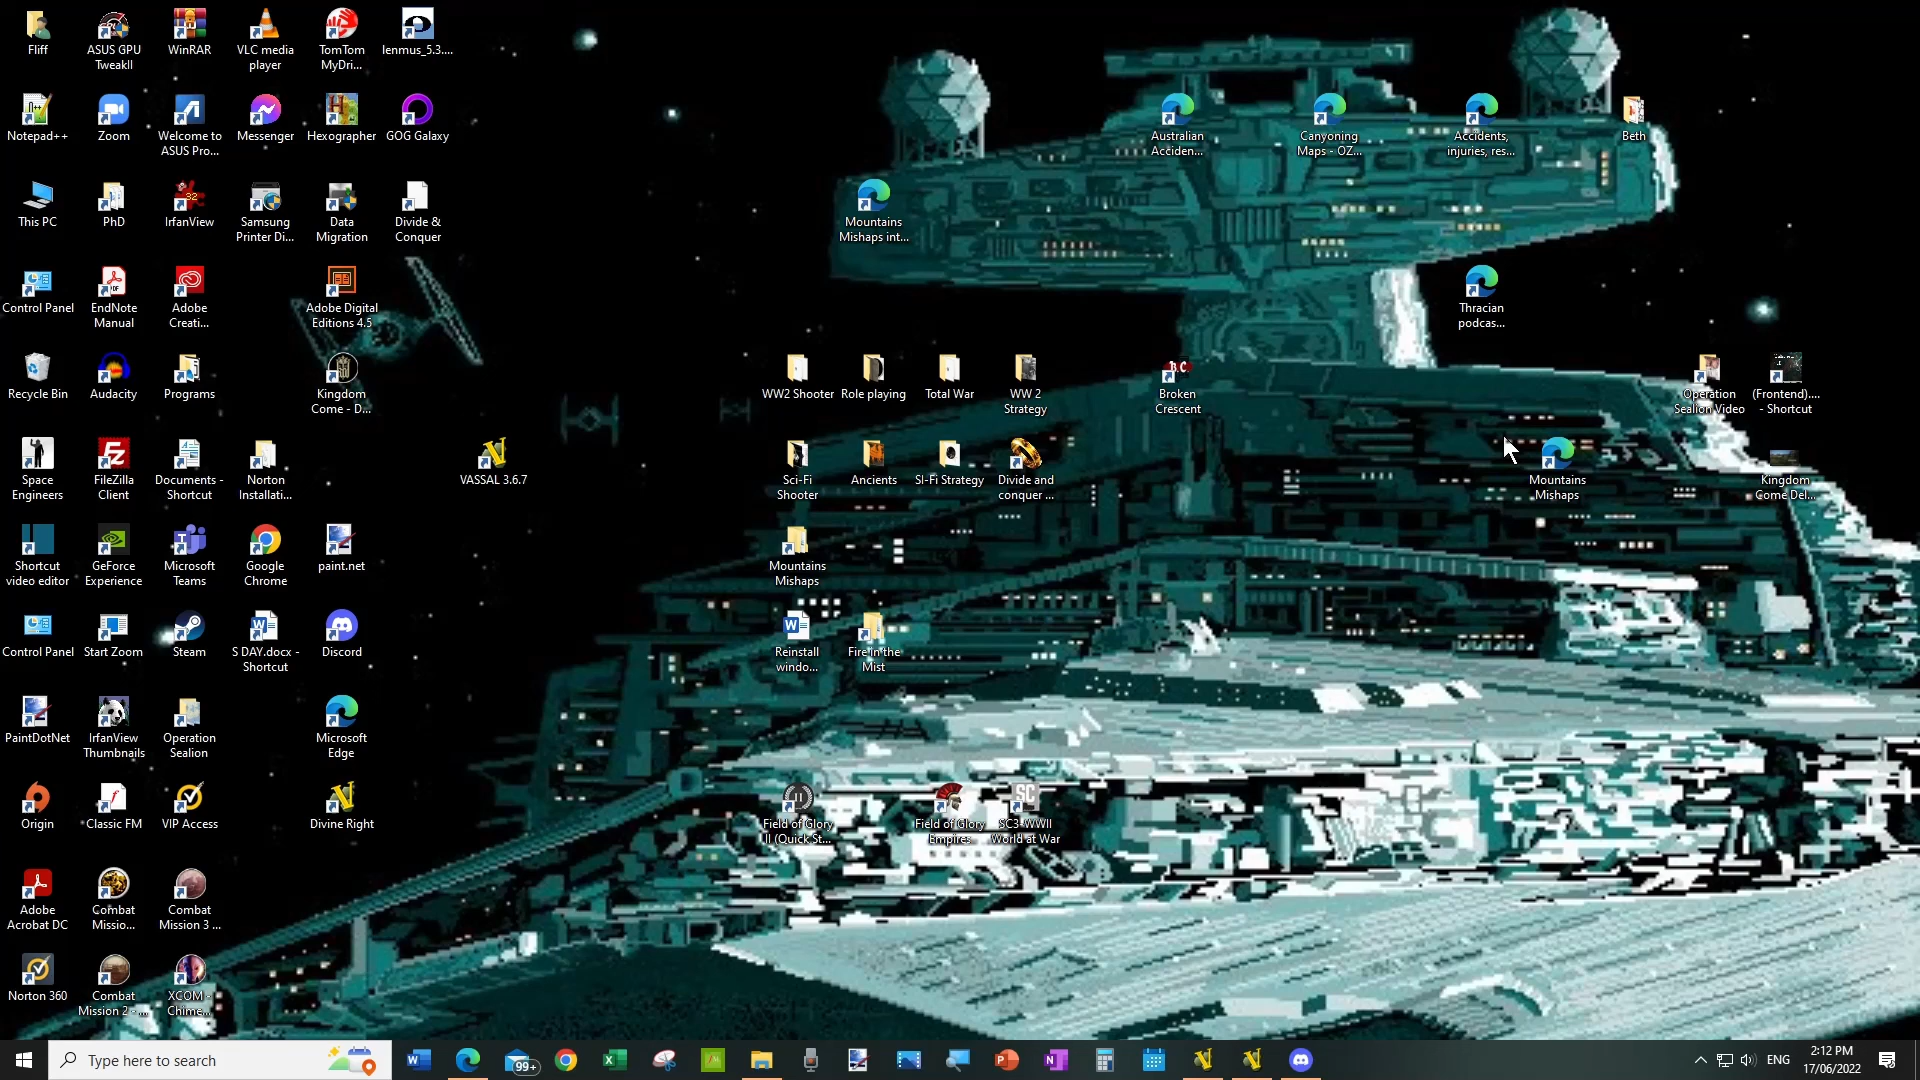 Fliff
ASUS GPU
TweakII
WinRAR
VLC media
player
TomTom
MyDri...
lenmus_5.3....
Notepad++
Zoom
Welcome to
ASUS Pro...
Messenger
Hexographer
GOG Galaxy
Australian
Acciden...
Canyoning
Maps - OZ...
Accidents,
injuries, res...
Beth
This PC
PhD
IrfanView
Samsung
Printer Di...
Data
Migration
Divide &
Conquer
Mountains
Mishaps int...
Control Panel
EndNote
Manual
Adobe
Creati...
Adobe Digital
Editions 4.5
Thracian
podcas...
Recycle Bin
Audacity
Programs
Kingdom
Come - D...
WW2 Shooter
Role playing
Total War
WW 2
Strategy
Broken
Crescent
Operation
Sealion Video
(Frontend)....
- Shortcut
Space
Engineers
FileZilla
Client
Documents -
Shortcut
Norton
Installati...
VASSAL 3.6.7
Sci-Fi
Shooter
Ancients
SI-Fi Strategy
Divide and
conquer ...
Mountains
Mishaps
Kingdom
Come Del...
Shortcut
video editor
GeForce
Experience
Microsoft
Teams
Google
Chrome
paint.net
Mountains
Mishaps
Control Panel
Start Zoom
Steam
S DAY.docx -
Shortcut
Discord
Reinstall
windo...
Fire in the
Mist
PaintDotNet
IrfanView
Thumbnails
Operation
Sealion
Microsoft
Edge
Origin
Classic FM
VIP Access
Divine Right
Field of Glory
II (Quick St...
Field of Glory
Empires
SC3-WWII
World at War
Adobe
Acrobat DC
Combat
Missio...
Combat
Mission 3 ...
Norton 360
Combat
Mission 2 - ...
XCOM -
Chime...
Type here to search
99+
ENG
2:12 PM
17/06/2022